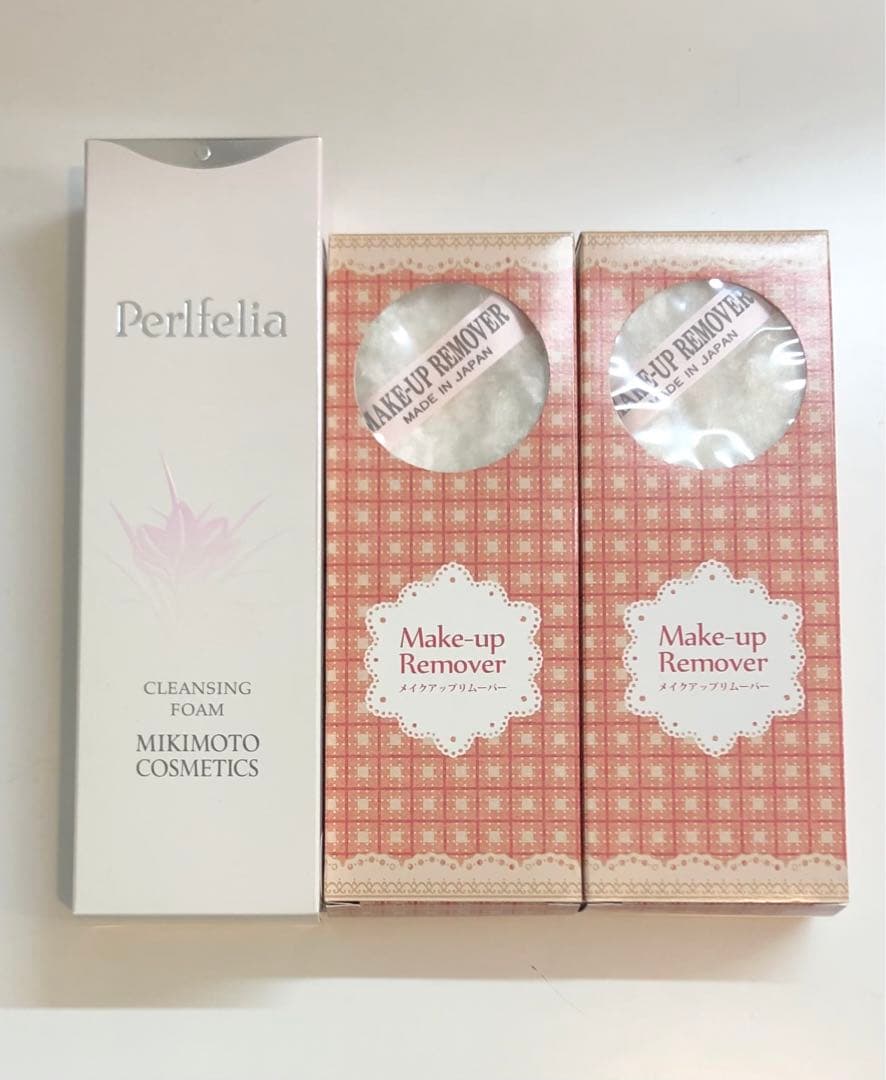 Perlfelia
CLEANSING
FOAM
MIKIMOTO
COSMETICS
MAKE-UP REMOVER
MADE IN JAPAN
Make-up
Remover
メイクアップリムーバー
MAKE-UP REMOVER
MADE IN JAPAN
Make-up
Remover
メイクアップリムーバー